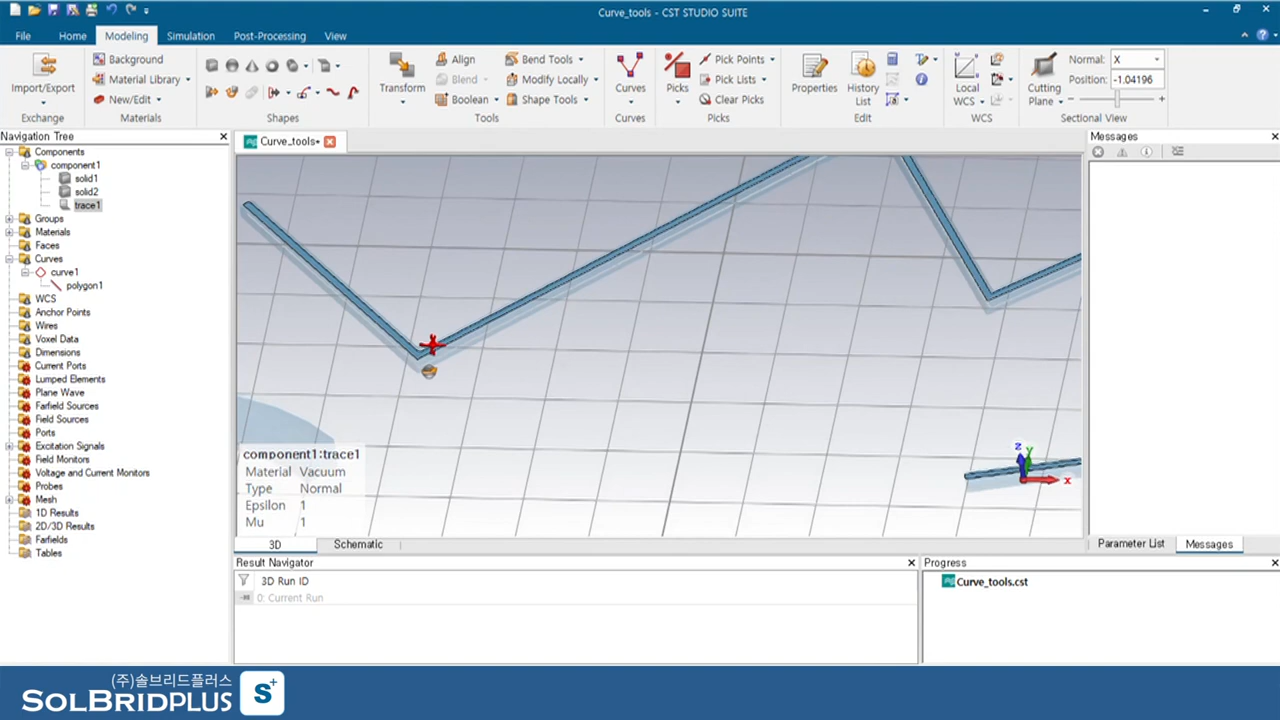 Curve_tools - CST STUDIO SUITE
File
Home
Modeling
Simulation
Post-Processing
View
Import/Export
Exchange
Background
Material Library
New/Edit
Materials
Shapes
Transform
Align
Blend
Boolean
Bend Tools
Modify Locally
Shape Tools
Tools
Curves
Curves
Picks
Pick Points
Pick Lists
Clear Picks
Picks
Properties
History
List
Edit
Local
WCS
WCS
Cutting
Plane
Normal:
X
Position:
-1.04196
Sectional View
Navigation Tree
Components
component1
solid1
solid2
trace1
Groups
Materials
Faces
Curves
curve1
polygon1
WCS
Anchor Points
Wires
Voxel Data
Dimensions
Current Ports
Lumped Elements
Plane Wave
Farfield Sources
Field Sources
Ports
Excitation Signals
Field Monitors
Voltage and Current Monitors
Probes
Mesh
1D Results
2D/3D Results
Farfields
Tables
Curve_tools*
component1:trace1
Material Vacuum
Type Normal
Epsilon 1
Mu 1
z
y
x
3D
Schematic
Messages
Parameter List
Messages
Result Navigator
3D Run ID
0: Current Run
Progress
Curve_tools.cst
(주)솔브리드플러스
SOLBRIDPLUS
S+